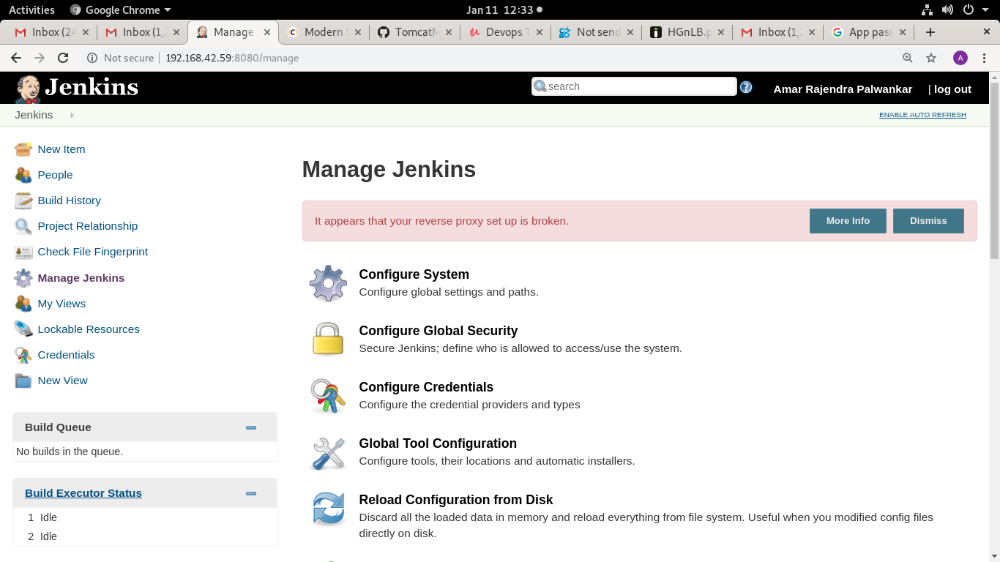 Activities
Google Chrome
Jan 11 12:33
Inbox (24
Inbox (1,
Manage
Modern
TomcatM
Devops T
Not send
HGnLB.p
Inbox (1,2
App pas
Not secure
192.168.42.59:8080/manage
A
Jenkins
search
Amar Rajendra Palwankar
| log out
Jenkins
ENABLE AUTO REFRESH
New Item
People
Build History
Project Relationship
Check File Fingerprint
Manage Jenkins
My Views
Lockable Resources
Credentials
New View
Build Queue
No builds in the queue.
Build Executor Status
1 Idle
2 Idle
Manage Jenkins
It appears that your reverse proxy set up is broken.
More Info
Dismiss
Configure System
Configure global settings and paths.
Configure Global Security
Secure Jenkins; define who is allowed to access/use the system.
Configure Credentials
Configure the credential providers and types
Global Tool Configuration
Configure tools, their locations and automatic installers.
Reload Configuration from Disk
Discard all the loaded data in memory and reload everything from file system. Useful when you modified config files
directly on disk.